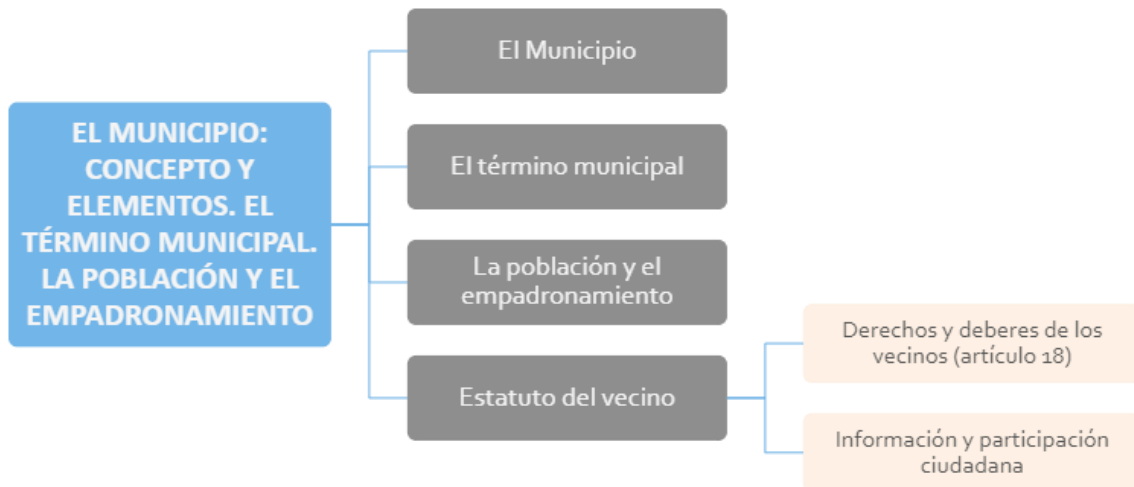 EL MUNICIPIO:
CONCEPTO Y
ELEMENTOS. EL
TÉRMINO MUNICIPAL.
LA POBLACIÓN Y EL
EMPADRONAMIENTO
El Municipio
El término municipal
La población y el
empadronamiento
Estatuto del vecino
Derechos y deberes de los
vecinos (artículo 18)
Información y participación
ciudadana